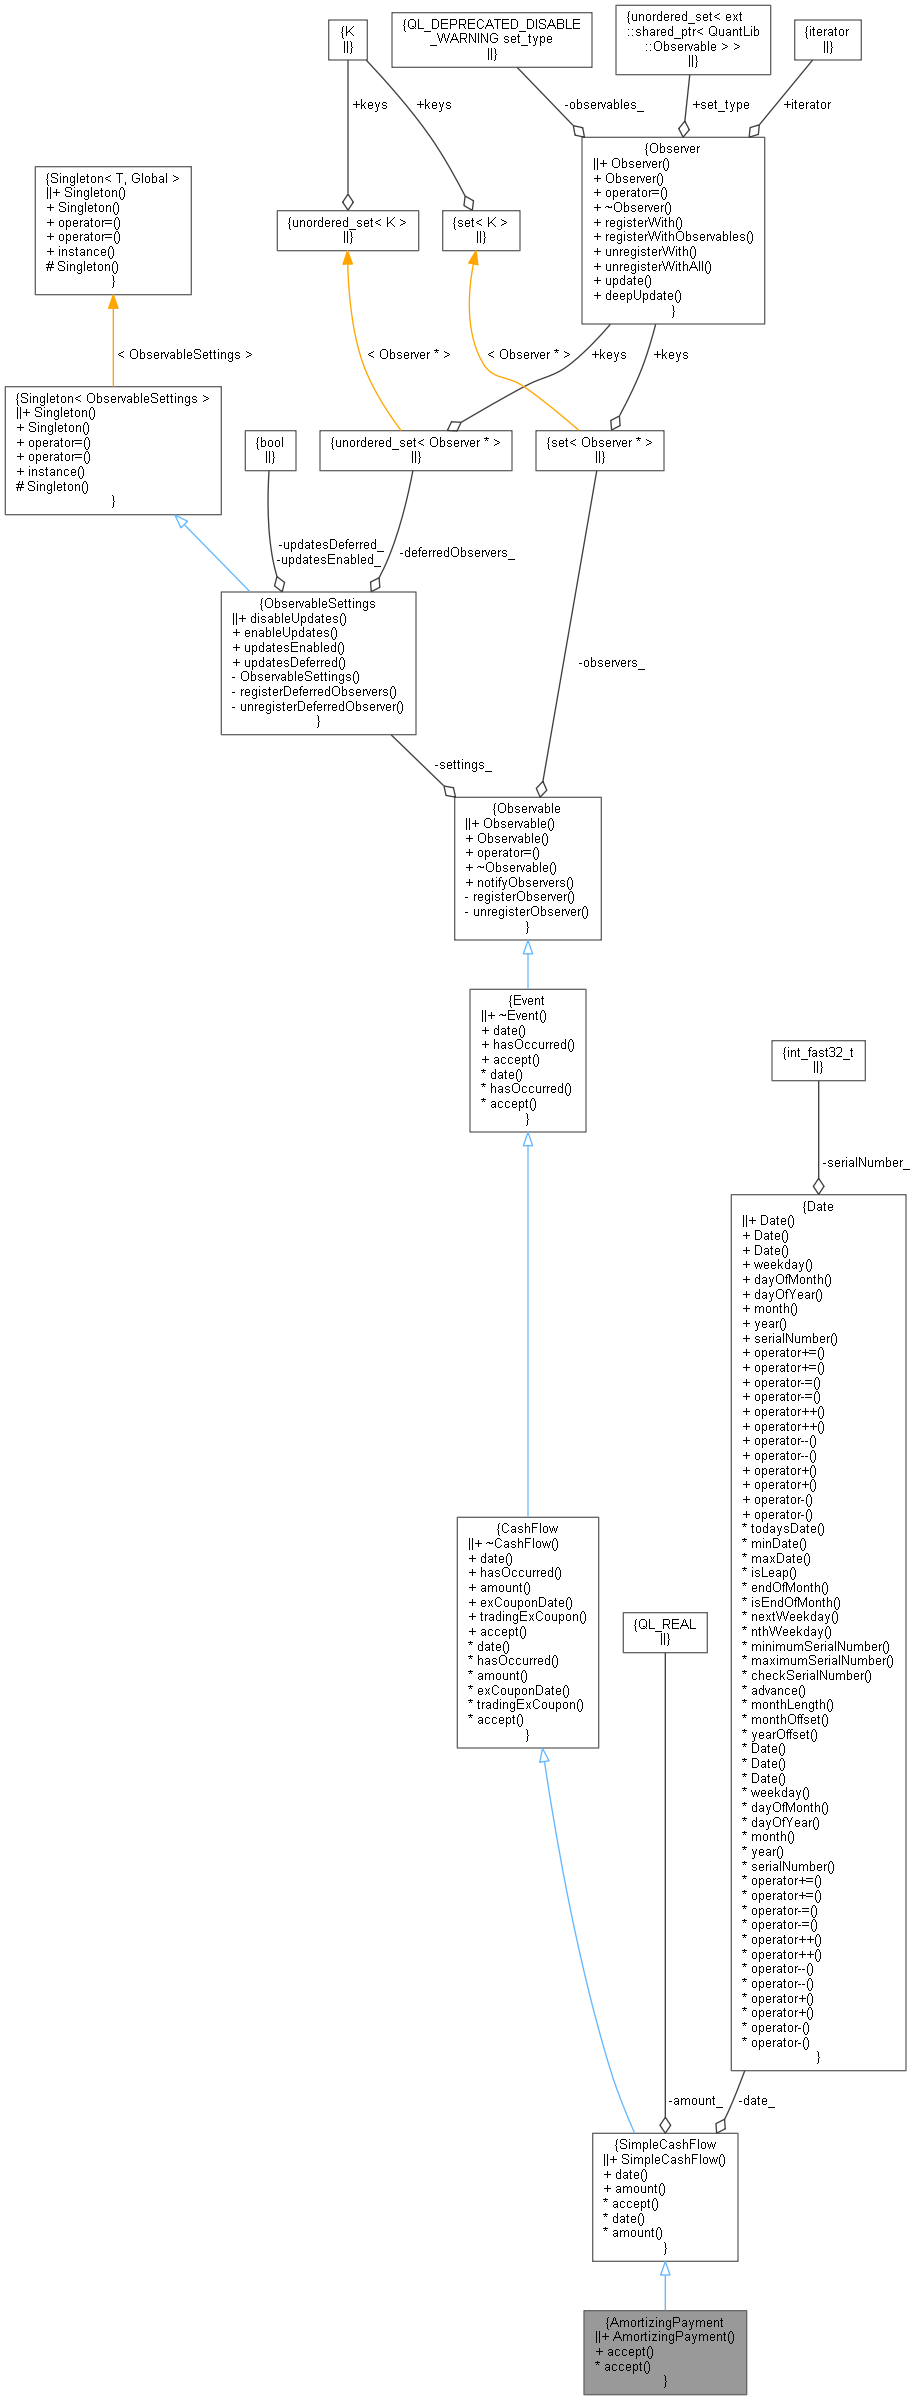 {K
||}
{QL_DEPRECATED_DISABLE
_WARNING set_type
||}
{unordered_set< ext
::shared_ptr< QuantLib
::Observable > >
||}
{iterator
||}
+keys
+keys
-observables_
+set_type
+iterator
{Singleton< T, Global >
||+ Singleton()
+ Singleton()
+ operator=()
+ operator=()
+ instance()
# Singleton()
}
{unordered_set< K >
||}
{set< K >
||}
{Observer
||+ Observer()
+ Observer()
+ operator=()
+ ~Observer()
+ registerWith()
+ registerWithObservables()
+ unregisterWith()
+ unregisterWithAll()
+ update()
+ deepUpdate()
}
< ObservableSettings >
< Observer * >
< Observer * >
+keys
+keys
{Singleton< ObservableSettings >
||+ Singleton()
+ Singleton()
+ operator=()
+ operator=()
+ instance()
# Singleton()
}
{bool
||}
{unordered_set< Observer * >
||}
{set< Observer * >
||}
-updatesDeferred_
-updatesEnabled_
-deferredObservers_
-observers_
{ObservableSettings
||+ disableUpdates()
+ enableUpdates()
+ updatesEnabled()
+ updatesDeferred()
- ObservableSettings()
- registerDeferredObservers()
- unregisterDeferredObserver()
}
-settings_
{Observable
||+ Observable()
+ Observable()
+ operator=()
+ ~Observable()
+ notifyObservers()
- registerObserver()
- unregisterObserver()
}
{Event
||+ ~Event()
+ date()
+ hasOccurred()
+ accept()
* date()
* hasOccurred()
* accept()
}
{int_fast32_t
||}
-serialNumber_
{Date
||+ Date()
+ Date()
+ Date()
+ weekday()
+ dayOfMonth()
+ dayOfYear()
+ month()
+ year()
+ serialNumber()
+ operator+=()
+ operator+=()
+ operator-=()
+ operator-=()
+ operator++()
+ operator++()
+ operator--()
+ operator--()
+ operator+()
+ operator+()
+ operator-()
+ operator-()
* todaysDate()
* minDate()
* maxDate()
* isLeap()
* endOfMonth()
* isEndOfMonth()
* nextWeekday()
* nthWeekday()
* minimumSerialNumber()
* maximumSerialNumber()
* checkSerialNumber()
* advance()
* monthLength()
* monthOffset()
* yearOffset()
* Date()
* Date()
* Date()
* weekday()
* dayOfMonth()
* dayOfYear()
* month()
* year()
* serialNumber()
* operator+=()
* operator+=()
* operator-=()
* operator-=()
* operator++()
* operator++()
* operator--()
* operator--()
* operator+()
* operator+()
* operator-()
* operator-()
}
{CashFlow
||+ ~CashFlow()
+ date()
+ hasOccurred()
+ amount()
+ exCouponDate()
+ tradingExCoupon()
+ accept()
* date()
* hasOccurred()
* amount()
* exCouponDate()
* tradingExCoupon()
* accept()
}
{QL_REAL
||}
-amount_
-date_
{SimpleCashFlow
||+ SimpleCashFlow()
+ date()
+ amount()
* accept()
* date()
* amount()
}
{AmortizingPayment
||+ AmortizingPayment()
+ accept()
* accept()
}